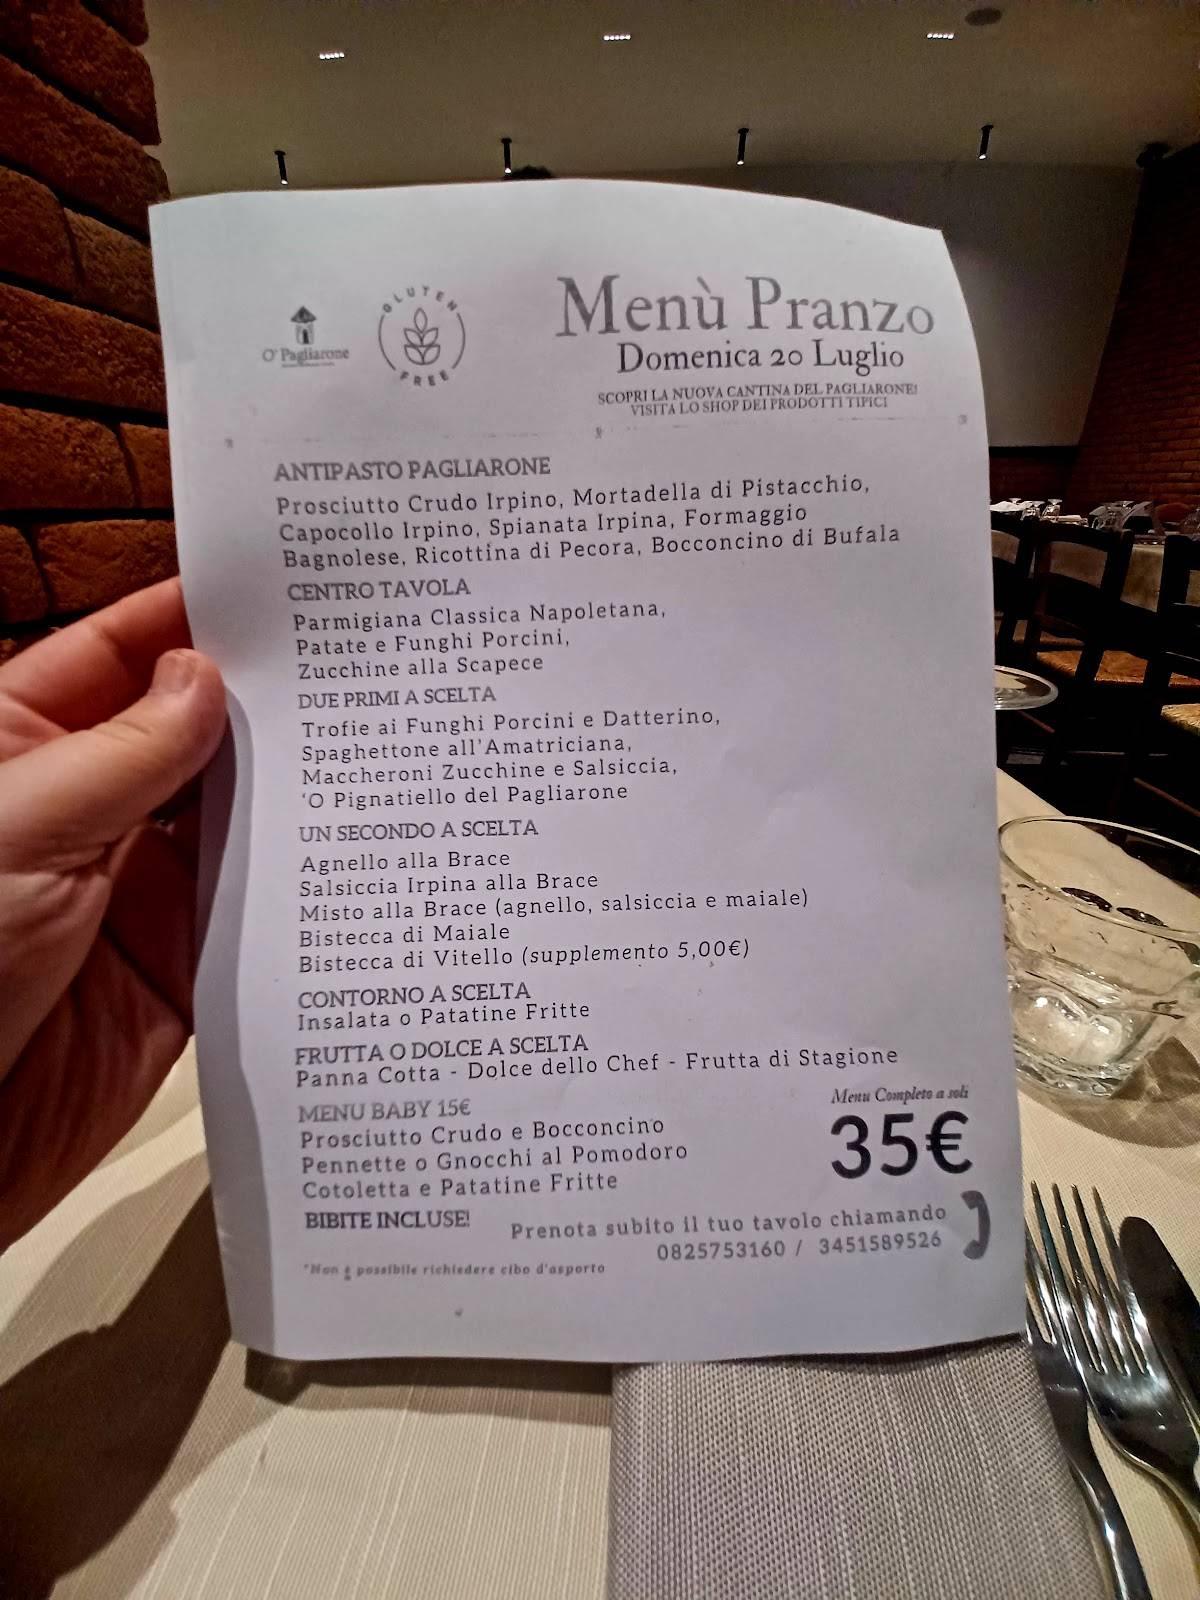 O' Pagliarone
GLUTEN FREE
Menù Pranzo
Domenica 20 Luglio
SCOPRI LA NUOVA CANTINA DEL PAGLIARONE!
VISITA LO SHOP DEI PRODOTTI TIPICI
ANTIPASTO PAGLIARONE
Prosciutto Crudo Irpino, Mortadella di Pistacchio,
Capocollo Irpino, Spianata Irpina, Formaggio
Bagnolese, Ricottina di Pecora, Bocconcino di Bufala
CENTRO TAVOLA
Parmigiana Classica Napoletana,
Patate e Funghi Porcini,
Zucchine alla Scapece
DUE PRIMI A SCELTA
Trofie ai Funghi Porcini e Datterino,
Spaghettone all'Amatriciana,
Maccheroni Zucchine e Salsiccia,
'O Pignatiello del Pagliarone
UN SECONDO A SCELTA
Agnello alla Brace
Salsiccia Irpina alla Brace
Misto alla Brace (agnello, salsiccia e maiale)
Bistecca di Maiale
Bistecca di Vitello (supplemento 5,00€)
CONTORNO A SCELTA
Insalata o Patatine Fritte
FRUTTA O DOLCE A SCELTA
Panna Cotta - Dolce dello Chef - Frutta di Stagione
MENU BABY 15€
Prosciutto Crudo e Bocconcino
Pennette o Gnocchi al Pomodoro
Cotoletta e Patatine Fritte
BIBITE INCLUSE!
Menu Completo a soli
35€
Prenota subito il tuo tavolo chiamando
0825753160 / 3451589526
*Non è possibile richiedere cibo d'asporto